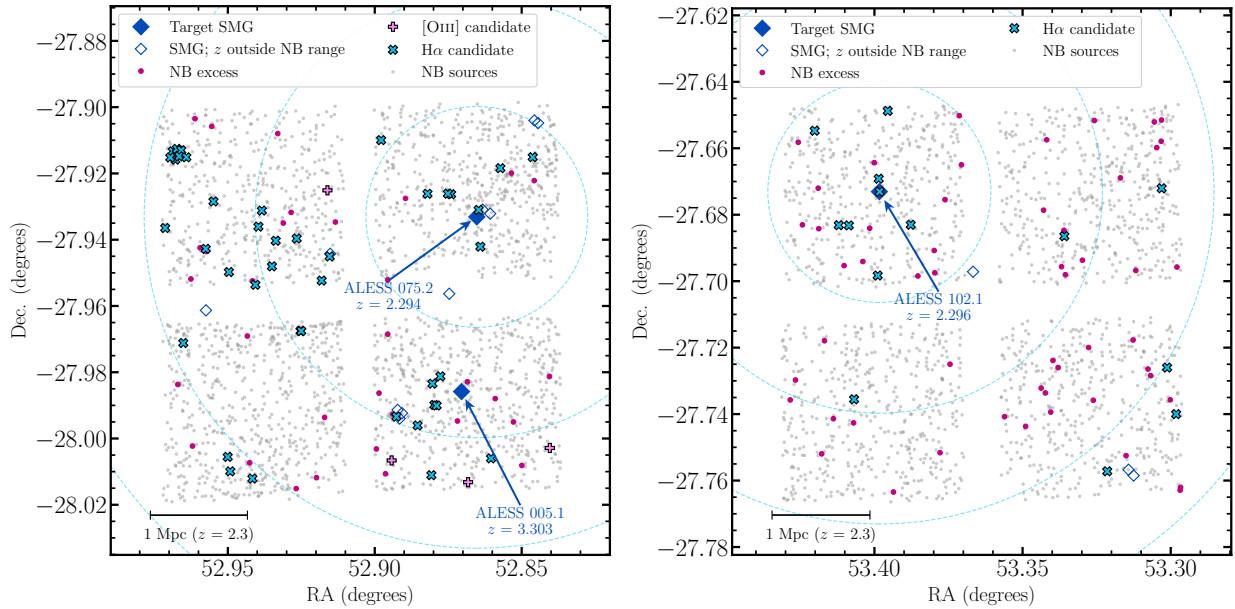 Target SMG
SMG; z outside NB range
NB excess
[OIII] candidate
Hα candidate
NB sources
−27.88
−27.90
−27.92
−27.94
−27.96
−27.98
−28.00
−28.02
Dec. (degrees)
ALESS 075.2
z = 2.294
ALESS 005.1
z = 3.303
1 Mpc (z = 2.3)
52.95
52.90
52.85
RA (degrees)
Target SMG
SMG; z outside NB range
NB excess
Hα candidate
NB sources
−27.62
−27.64
−27.66
−27.68
−27.70
−27.72
−27.74
−27.76
−27.78
Dec. (degrees)
ALESS 102.1
z = 2.296
1 Mpc (z = 2.3)
53.40
53.35
53.30
RA (degrees)